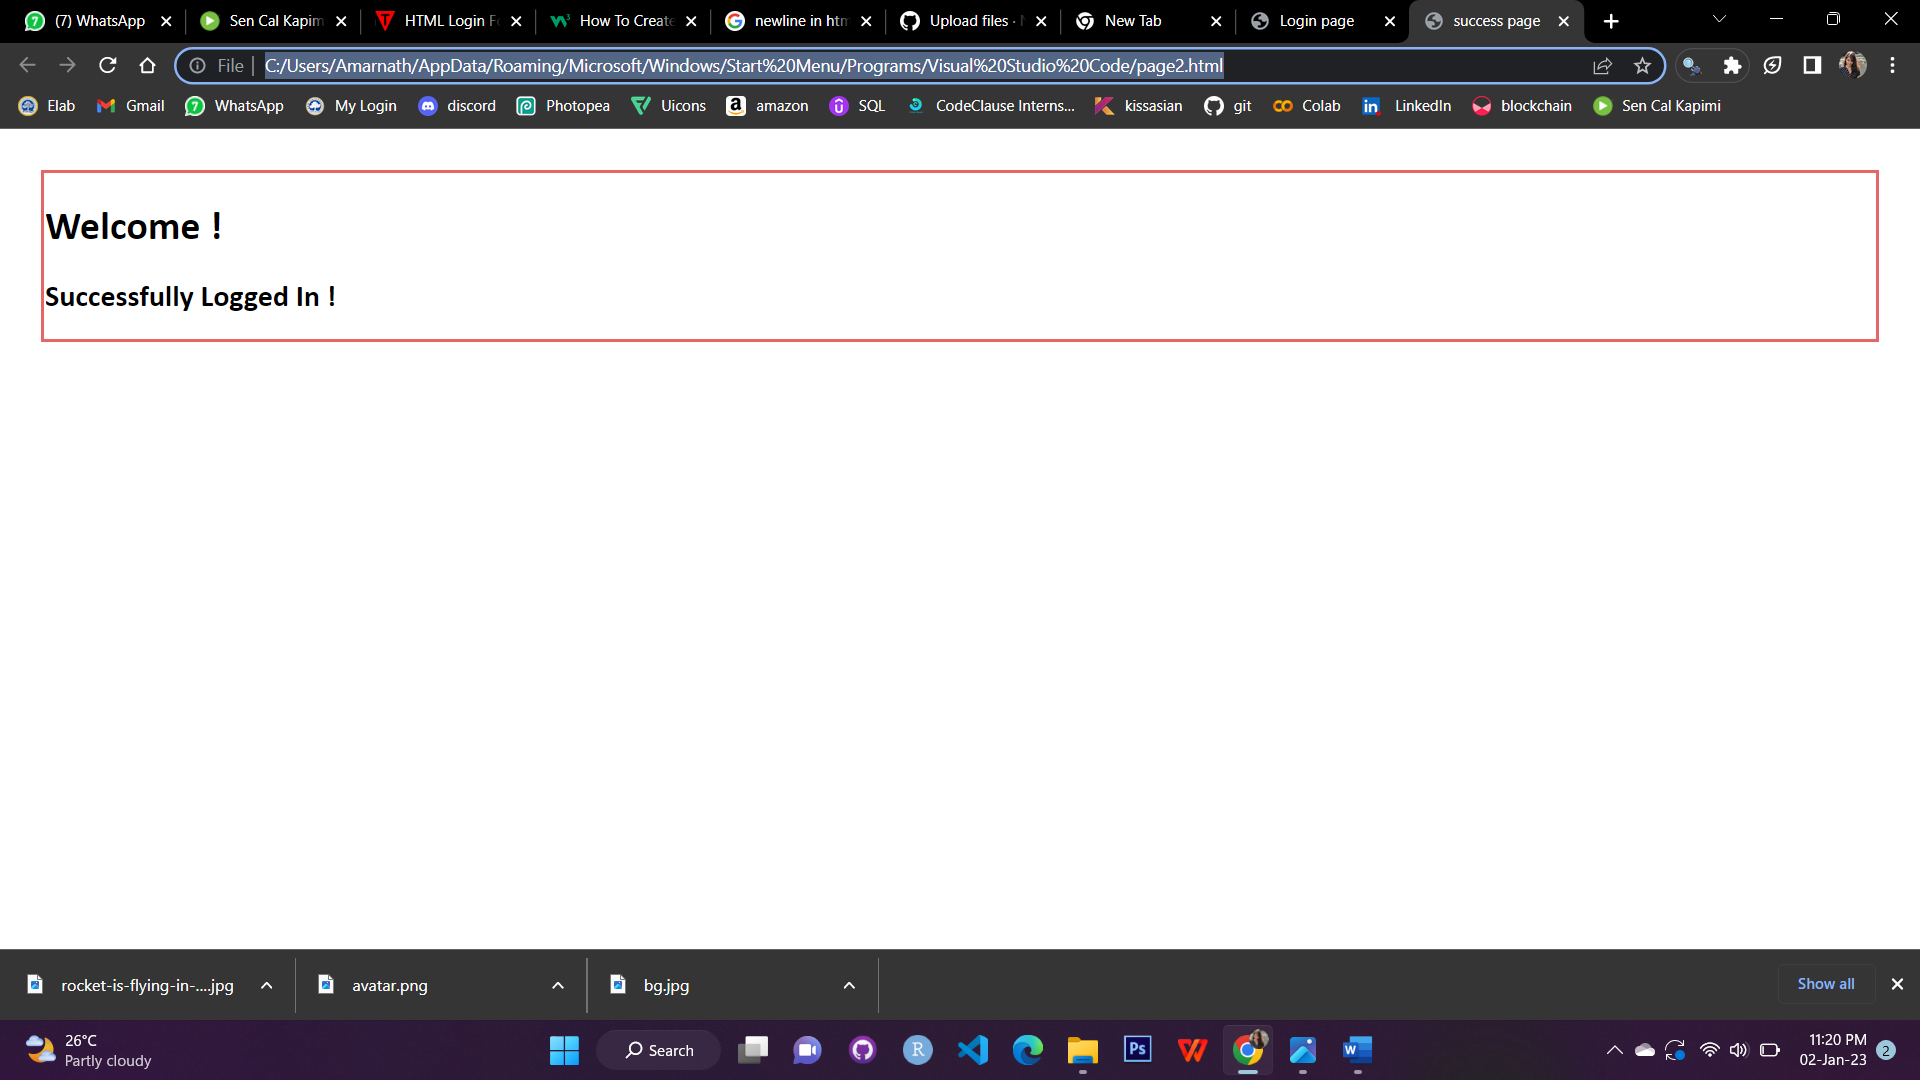 (7) WhatsApp
Sen Cal Kapim
HTML Login Fo
How To Create
newline in htm
Upload files ·
New Tab
Login page
success page
File
C:/Users/Amarnath/AppData/Roaming/Microsoft/Windows/Start%20Menu/Programs/Visual%20Studio%20Code/page2.html
Elab
Gmail
WhatsApp
My Login
discord
Photopea
Uicons
amazon
SQL
CodeClause Interns...
kissasian
git
Colab
LinkedIn
blockchain
Sen Cal Kapimi
Welcome !
Successfully Logged In !
rocket-is-flying-in-....jpg
avatar.png
bg.jpg
Show all
26°C
Partly cloudy
Search
11:20 PM
02-Jan-23
2